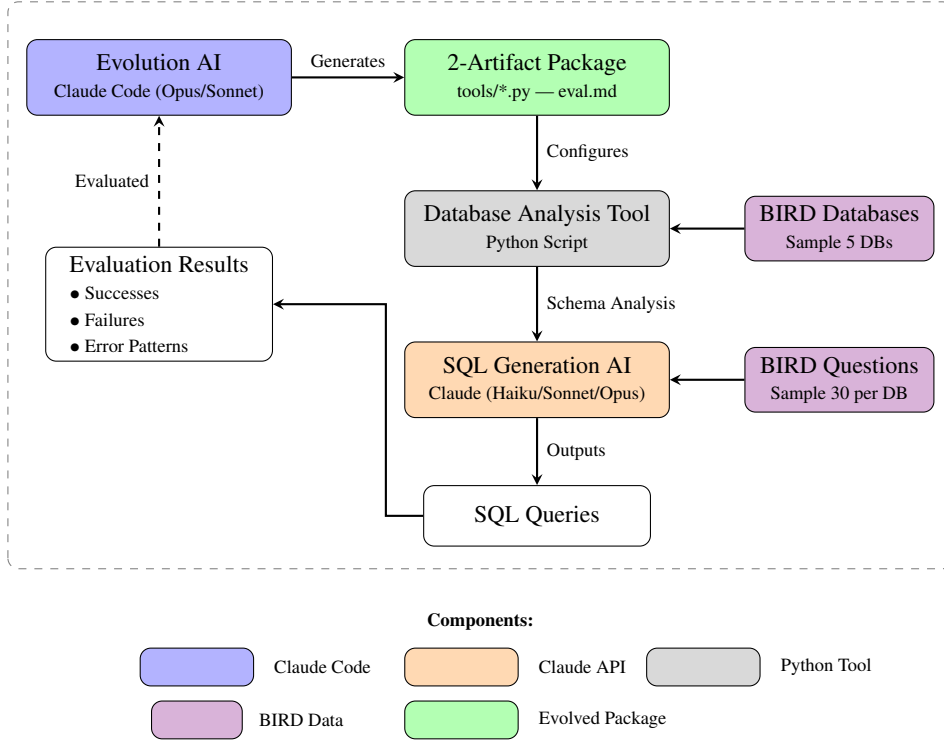 Evolution AI
Claude Code (Opus/Sonnet)
Generates
2-Artifact Package
tools/*.py — eval.md
Configures
Evaluated
Database Analysis Tool
Python Script
BIRD Databases
Sample 5 DBs
Evaluation Results
● Successes
● Failures
● Error Patterns
Schema Analysis
SQL Generation AI
Claude (Haiku/Sonnet/Opus)
BIRD Questions
Sample 30 per DB
Outputs
SQL Queries
Components:
Claude Code
Claude API
Python Tool
BIRD Data
Evolved Package